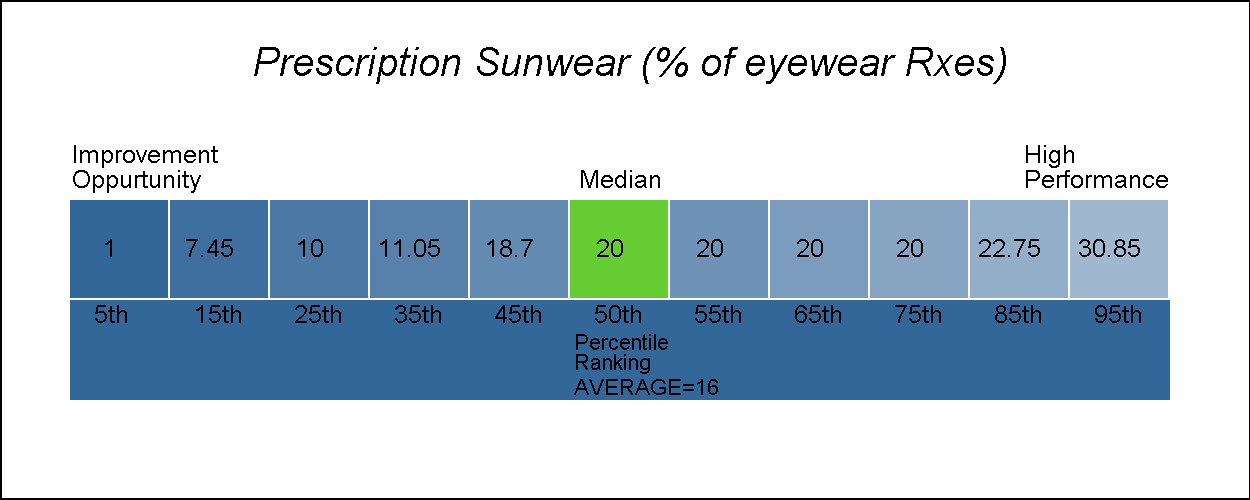 Prescription Sunwear (% of eyewear Rxes)
Improvement
Oppurtunity
Median
High
Performance
1 7.45 10 11.05 18.7 20 20 20 20 22.75 30.85
5th 15th 25th 35th 45th 50th 55th 65th 75th 85th 95th
Percentile
Ranking
AVERAGE=16